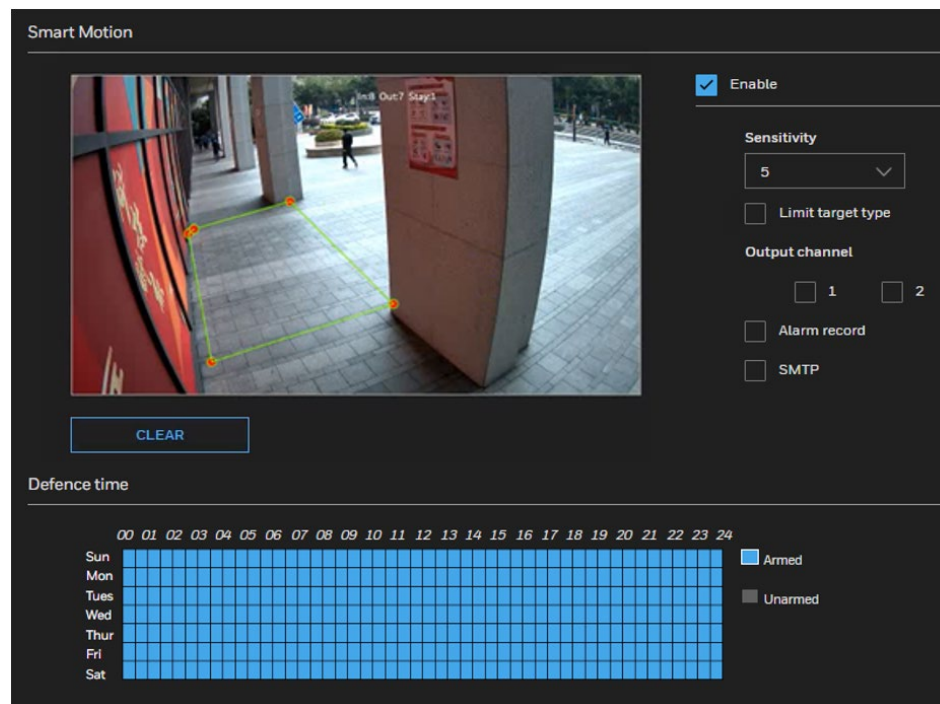 Smart Motion
In:8 Out:7 Stay:1
Enable
Sensitivity
5
Limit target type
Output channel
1 2
Alarm record
SMTP
CLEAR
Defence time
00 01 02 03 04 05 06 07 08 09 10 11 12 13 14 15 16 17 18 19 20 21 22 23 24
Sun
Mon
Tues
Wed
Thur
Fri
Sat
Armed
Unarmed